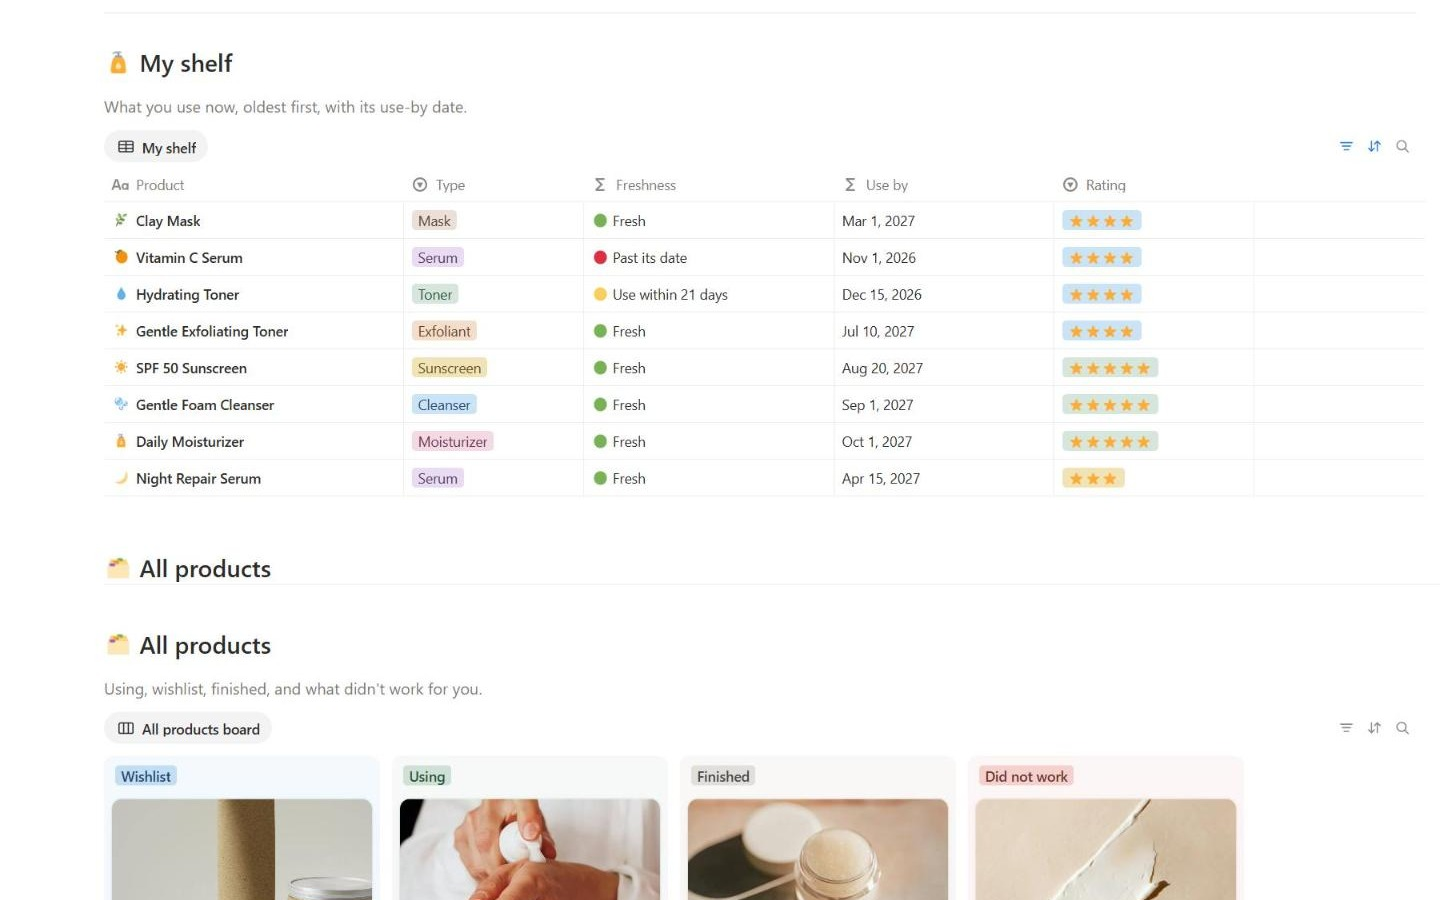 My shelf
What you use now, oldest first, with its use-by date.
My shelf
Aa Product Type Freshness Use by Rating
Clay Mask Mask Fresh Mar 1, 2027
Vitamin C Serum Serum Past its date Nov 1, 2026
Hydrating Toner Toner Use within 21 days Dec 15, 2026
Gentle Exfoliating Toner Exfoliant Fresh Jul 10, 2027
SPF 50 Sunscreen Sunscreen Fresh Aug 20, 2027
Gentle Foam Cleanser Cleanser Fresh Sep 1, 2027
Daily Moisturizer Moisturizer Fresh Oct 1, 2027
Night Repair Serum Serum Fresh Apr 15, 2027
All products
All products
Using, wishlist, finished, and what didn't work for you.
All products board
Wishlist Using Finished Did not work